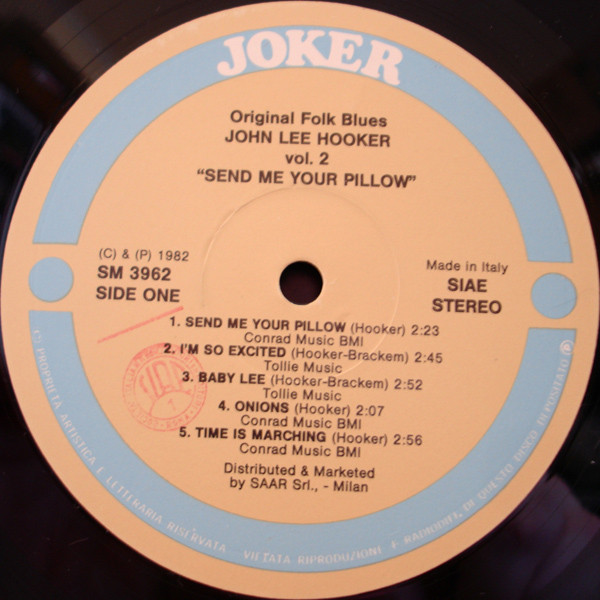 JOKER
Original Folk Blues
JOHN LEE HOOKER
vol. 2
"SEND ME YOUR PILLOW"
(C) & (P) 1982
SM 3962
SIDE ONE
Made in Italy
SIAE
STEREO
1. SEND ME YOUR PILLOW (Hooker) 2:23
Conrad Music BMI
2. I'M SO EXCITED (Hooker-Brackem) 2:45
Tollie Music
3. BABY LEE (Hooker-Brackem) 2:52
Tollie Music
4. ONIONS (Hooker) 2:07
Conrad Music BMI
5. TIME IS MARCHING (Hooker) 2:56
Conrad Music BMI
Distributed & Marketed
by SAAR Srl., - Milan
PROPRIETA ARTISTICA E LETTERARIA RISERVATA VIETATA RIPRODUZIONI DI QUESTO DISCO DEPOSITATO